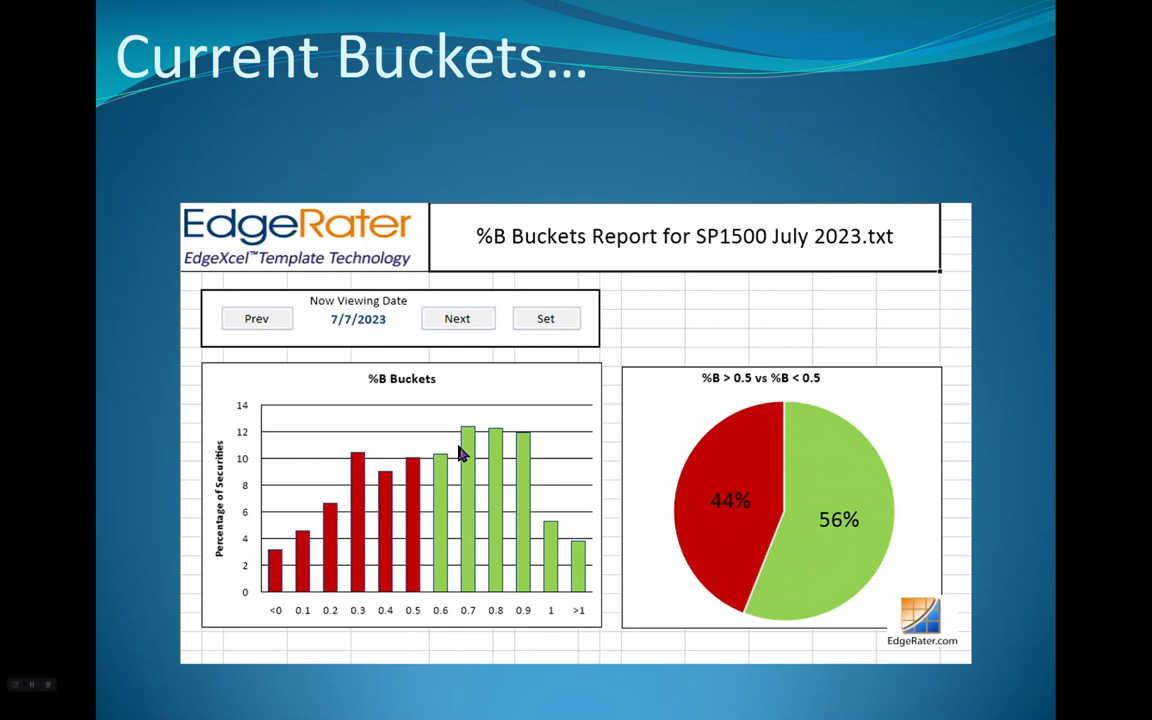 Current Buckets...
EdgeRater
EdgeXcel™Template Technology
%B Buckets Report for SP1500 July 2023.txt
Now Viewing Date
Prev 7/7/2023 Next Set
%B Buckets
14
12
10
8
6
4
2
0
Percentage of Securities
<0 0.1 0.2 0.3 0.4 0.5 0.6 0.7 0.8 0.9 1 >1
%B > 0.5 vs %B < 0.5
44%
56%
EdgeRater.com